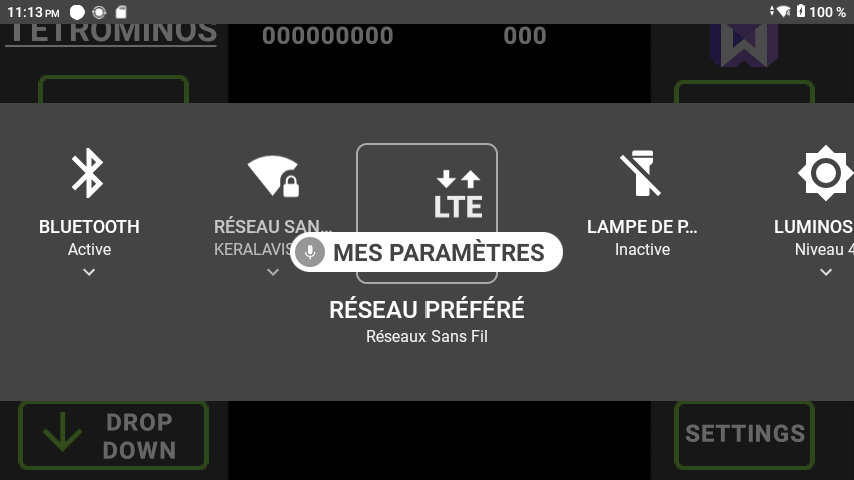 11:13 PM
100 %
TETROMINOS
000000000
000
BLUETOOTH
Active
RÉSEAU SAN...
KERALAVIS
LTE
LAMPE DE P...
Inactive
LUMINOS
Niveau 4
MES PARAMÈTRES
RÉSEAU PRÉFÉRÉ
Réseaux Sans Fil
DROP
DOWN
SETTINGS